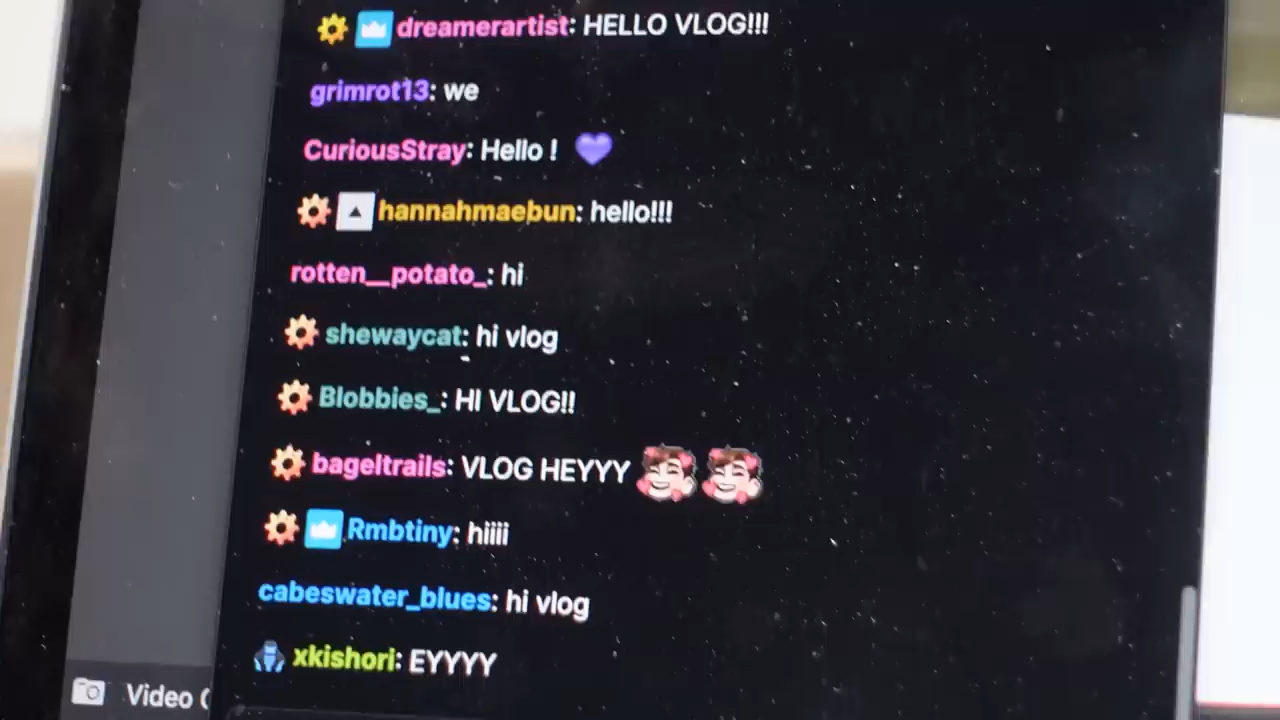 dreamerartist: HELLO VLOG!!!
grimrot13: we
CuriousStray: Hello !
hannahmaebun: hello!!!
rotten__potato_: hi
shewaycat: hi vlog
Blobbies_: HI VLOG!!
bageltrails: VLOG HEYYY
Rmbtiny: hiiii
cabeswater_blues: hi vlog
xkishori: EYYYY
Video